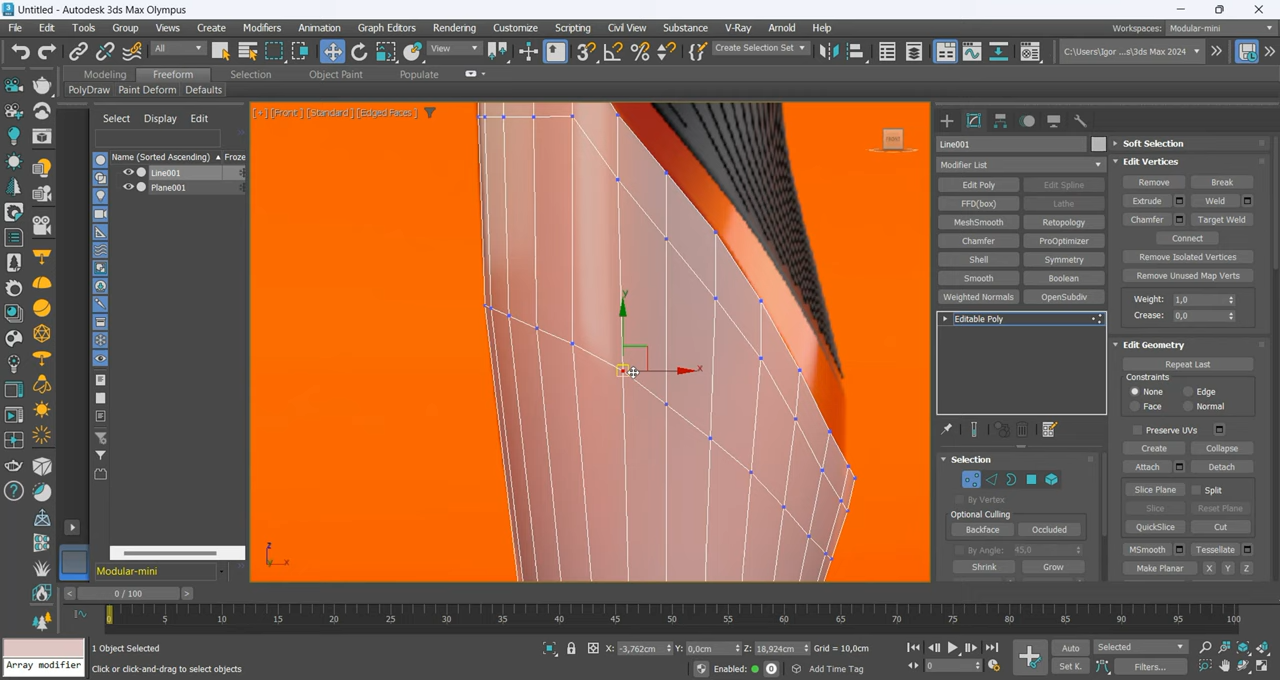 Untitled - Autodesk 3ds Max Olympus
File Edit Tools Group Views Create Modifiers Animation Graph Editors Rendering Customize Scripting Civil View Substance V-Ray Arnold Help
Workspaces: Modular-mini
All View Create Selection Set C:\Users\Igor ...s\3ds Max 2024
Modeling Freeform Selection Object Paint Populate
PolyDraw Paint Deform Defaults
Select Display Edit
Name (Sorted Ascending) Froze
Line001
Plane001
[+] [Front ] [Standard ] [Edged Faces ]
FRONT
y
x
z
x
Modular-mini
Line001
Modifier List
Edit Poly Edit Spline
FFD(box) Lathe
MeshSmooth Retopology
Chamfer ProOptimizer
Shell Symmetry
Smooth Boolean
Weighted Normals OpenSubdiv
Editable Poly
Selection
By Vertex
Optional Culling
Backface Occluded
By Angle: 45,0
Shrink Grow
Soft Selection
Edit Vertices
Remove Break
Extrude Weld
Chamfer Target Weld
Connect
Remove Isolated Vertices
Remove Unused Map Verts
Weight: 1,0
Crease: 0,0
Edit Geometry
Repeat Last
Constraints
None Edge
Face Normal
Preserve UVs
Create Collapse
Attach Detach
Slice Plane Split
Slice Reset Plane
QuickSlice Cut
MSmooth Tessellate
Make Planar X Y Z
0 / 100
0 5 10 15 20 25 30 35 40 45 50 55 60 65 70 75 80 85 90 95 100
1 Object Selected
Array modifier
Click or click-and-drag to select objects
X: -3,762cm Y: 0,0cm Z: 18,924cm Grid = 10,0cm
Enabled: 0 Add Time Tag
0
Auto Selected
Set K. Filters...